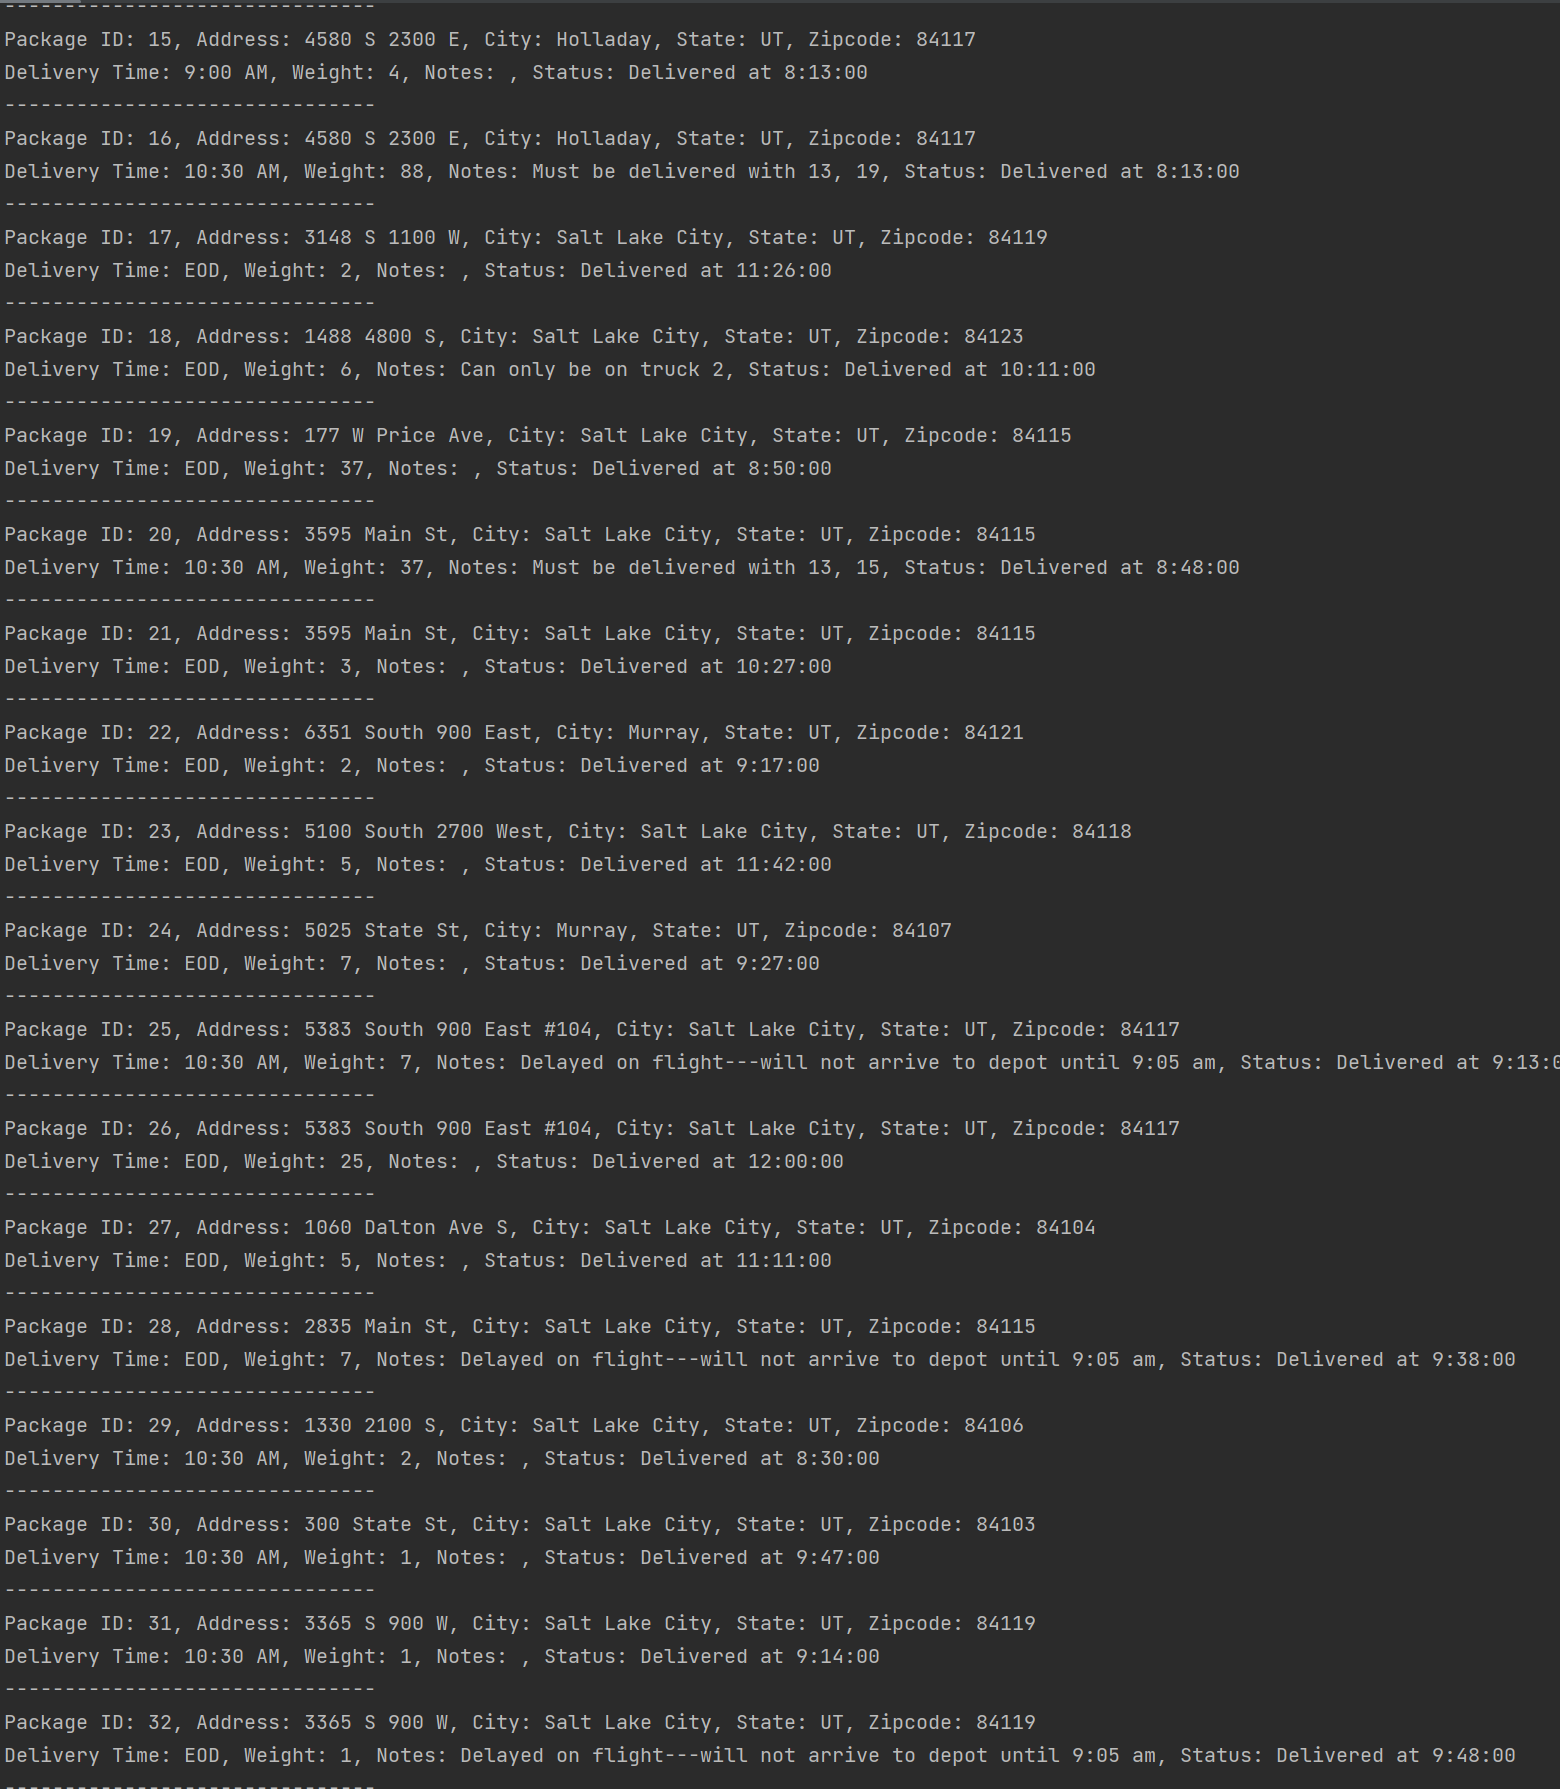 -------------------------------
Package ID: 15, Address: 4580 S 2300 E, City: Holladay, State: UT, Zipcode: 84117
Delivery Time: 9:00 AM, Weight: 4, Notes: , Status: Delivered at 8:13:00
-------------------------------
Package ID: 16, Address: 4580 S 2300 E, City: Holladay, State: UT, Zipcode: 84117
Delivery Time: 10:30 AM, Weight: 88, Notes: Must be delivered with 13, 19, Status: Delivered at 8:13:00
-------------------------------
Package ID: 17, Address: 3148 S 1100 W, City: Salt Lake City, State: UT, Zipcode: 84119
Delivery Time: EOD, Weight: 2, Notes: , Status: Delivered at 11:26:00
-------------------------------
Package ID: 18, Address: 1488 4800 S, City: Salt Lake City, State: UT, Zipcode: 84123
Delivery Time: EOD, Weight: 6, Notes: Can only be on truck 2, Status: Delivered at 10:11:00
-------------------------------
Package ID: 19, Address: 177 W Price Ave, City: Salt Lake City, State: UT, Zipcode: 84115
Delivery Time: EOD, Weight: 37, Notes: , Status: Delivered at 8:50:00
-------------------------------
Package ID: 20, Address: 3595 Main St, City: Salt Lake City, State: UT, Zipcode: 84115
Delivery Time: 10:30 AM, Weight: 37, Notes: Must be delivered with 13, 15, Status: Delivered at 8:48:00
-------------------------------
Package ID: 21, Address: 3595 Main St, City: Salt Lake City, State: UT, Zipcode: 84115
Delivery Time: EOD, Weight: 3, Notes: , Status: Delivered at 10:27:00
-------------------------------
Package ID: 22, Address: 6351 South 900 East, City: Murray, State: UT, Zipcode: 84121
Delivery Time: EOD, Weight: 2, Notes: , Status: Delivered at 9:17:00
-------------------------------
Package ID: 23, Address: 5100 South 2700 West, City: Salt Lake City, State: UT, Zipcode: 84118
Delivery Time: EOD, Weight: 5, Notes: , Status: Delivered at 11:42:00
-------------------------------
Package ID: 24, Address: 5025 State St, City: Murray, State: UT, Zipcode: 84107
Delivery Time: EOD, Weight: 7, Notes: , Status: Delivered at 9:27:00
-------------------------------
Package ID: 25, Address: 5383 South 900 East #104, City: Salt Lake City, State: UT, Zipcode: 84117
Delivery Time: 10:30 AM, Weight: 7, Notes: Delayed on flight---will not arrive to depot until 9:05 am, Status: Delivered at 9:13:0
-------------------------------
Package ID: 26, Address: 5383 South 900 East #104, City: Salt Lake City, State: UT, Zipcode: 84117
Delivery Time: EOD, Weight: 25, Notes: , Status: Delivered at 12:00:00
-------------------------------
Package ID: 27, Address: 1060 Dalton Ave S, City: Salt Lake City, State: UT, Zipcode: 84104
Delivery Time: EOD, Weight: 5, Notes: , Status: Delivered at 11:11:00
-------------------------------
Package ID: 28, Address: 2835 Main St, City: Salt Lake City, State: UT, Zipcode: 84115
Delivery Time: EOD, Weight: 7, Notes: Delayed on flight---will not arrive to depot until 9:05 am, Status: Delivered at 9:38:00
-------------------------------
Package ID: 29, Address: 1330 2100 S, City: Salt Lake City, State: UT, Zipcode: 84106
Delivery Time: 10:30 AM, Weight: 2, Notes: , Status: Delivered at 8:30:00
-------------------------------
Package ID: 30, Address: 300 State St, City: Salt Lake City, State: UT, Zipcode: 84103
Delivery Time: 10:30 AM, Weight: 1, Notes: , Status: Delivered at 9:47:00
-------------------------------
Package ID: 31, Address: 3365 S 900 W, City: Salt Lake City, State: UT, Zipcode: 84119
Delivery Time: 10:30 AM, Weight: 1, Notes: , Status: Delivered at 9:14:00
-------------------------------
Package ID: 32, Address: 3365 S 900 W, City: Salt Lake City, State: UT, Zipcode: 84119
Delivery Time: EOD, Weight: 1, Notes: Delayed on flight---will not arrive to depot until 9:05 am, Status: Delivered at 9:48:00
-------------------------------